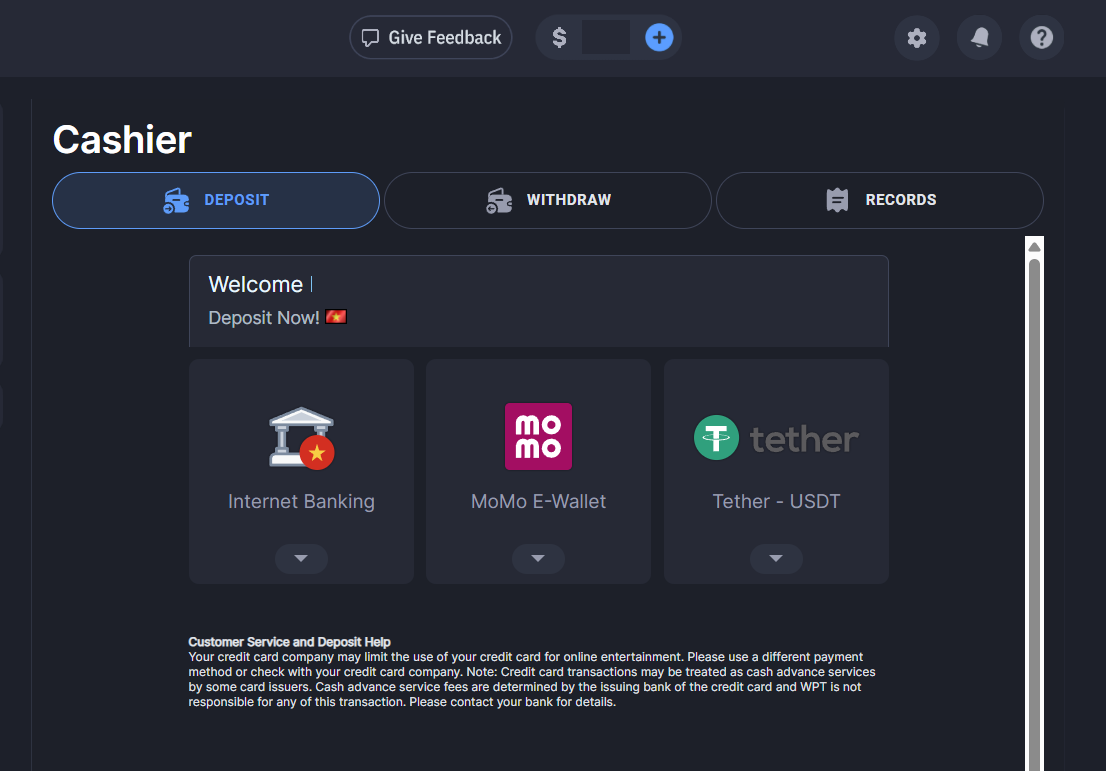 Give Feedback
$
Cashier
DEPOSIT
WITHDRAW
RECORDS
Welcome
Deposit Now!
momo
tether
Internet Banking
MoMo E-Wallet
Tether - USDT
Customer Service and Deposit Help
Your credit card company may limit the use of your credit card for online entertainment. Please use a different payment
method or check with your credit card company. Note: Credit card transactions may be treated as cash advance services
by some card issuers. Cash advance service fees are determined by the issuing bank of the credit card and WPT is not
responsible for any of this transaction. Please contact your bank for details.